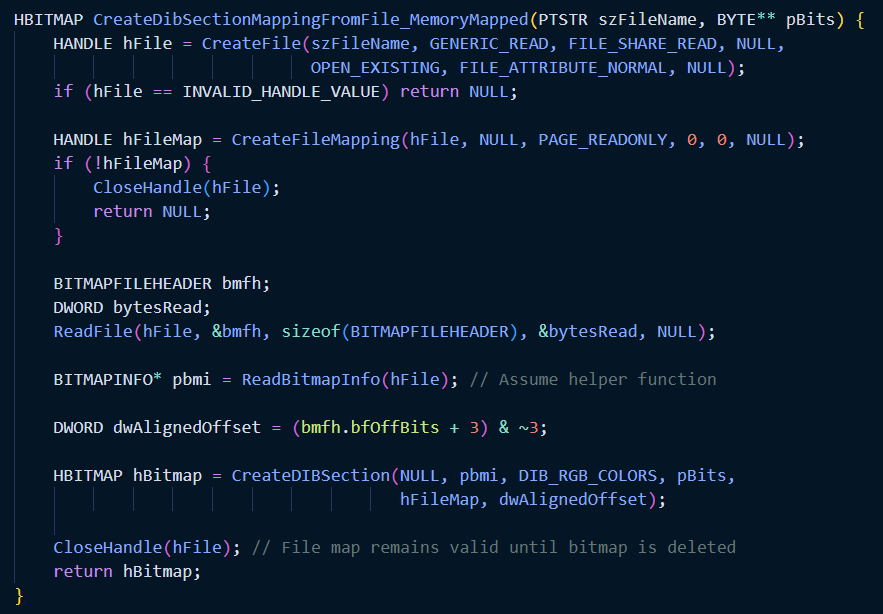 HBITMAP CreateDibSectionMappingFromFile_MemoryMapped(PTSTR szFileName, BYTE** pBits) {
    HANDLE hFile = CreateFile(szFileName, GENERIC_READ, FILE_SHARE_READ, NULL,
                              OPEN_EXISTING, FILE_ATTRIBUTE_NORMAL, NULL);
    if (hFile == INVALID_HANDLE_VALUE) return NULL;

    HANDLE hFileMap = CreateFileMapping(hFile, NULL, PAGE_READONLY, 0, 0, NULL);
    if (!hFileMap) {
        CloseHandle(hFile);
        return NULL;
    }

    BITMAPFILEHEADER bmfh;
    DWORD bytesRead;
    ReadFile(hFile, &bmfh, sizeof(BITMAPFILEHEADER), &bytesRead, NULL);

    BITMAPINFO* pbmi = ReadBitmapInfo(hFile); // Assume helper function

    DWORD dwAlignedOffset = (bmfh.bfOffBits + 3) & ~3;

    HBITMAP hBitmap = CreateDIBSection(NULL, pbmi, DIB_RGB_COLORS, pBits,
                                       hFileMap, dwAlignedOffset);

    CloseHandle(hFile); // File map remains valid until bitmap is deleted
    return hBitmap;
}